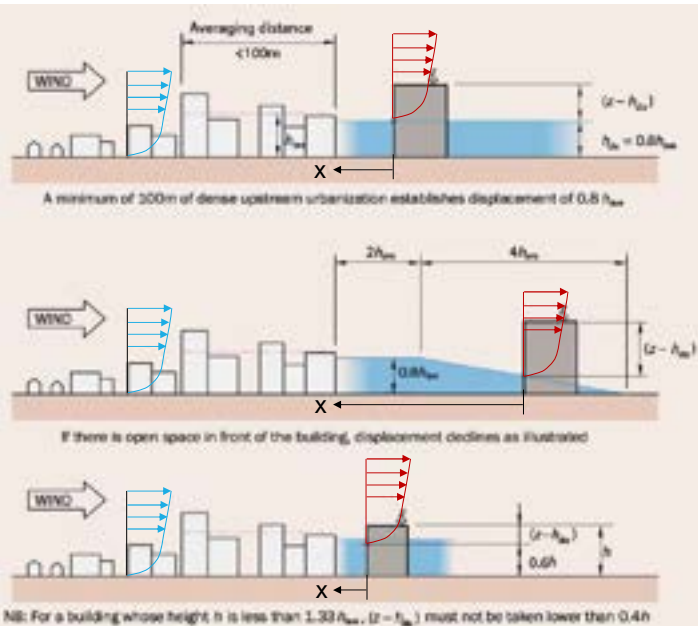 Averaging distance
<100m
WIND
(z – h_dis)
h_ave
h_dis = 0.8h_ave
X
A minimum of 100m of dense upstream urbanization establishes displacement of 0.8 h_ave
2h_ave
4h_ave
WIND
(z – h_dis)
0.8h_ave
X
If there is open space in front of the building, displacement declines as illustrated
WIND
(z–h_dis)
h
0.6h
X
NB: For a building whose height h is less than 1.33 h_ave, (z – h_dis) must not be taken lower than 0.4h